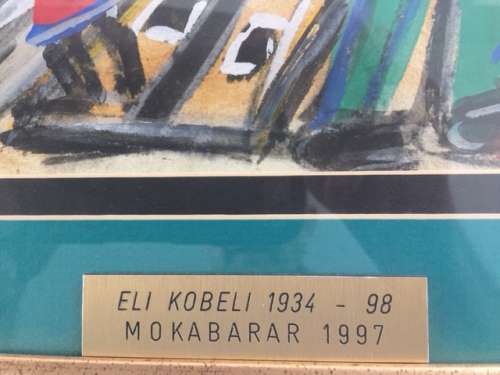 ELI KOBELI 1934 - 98
MOKABARAR 1997